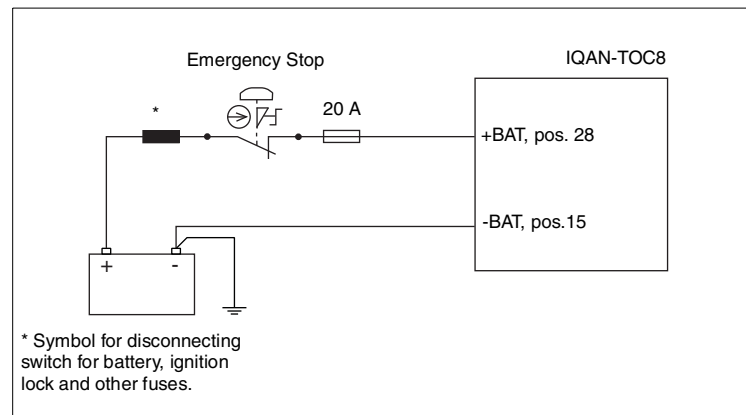 Emergency Stop
IQAN-TOC8
*
20 A
+BAT, pos. 28
-BAT, pos.15
+ -
* Symbol for disconnecting
switch for battery, ignition
lock and other fuses.